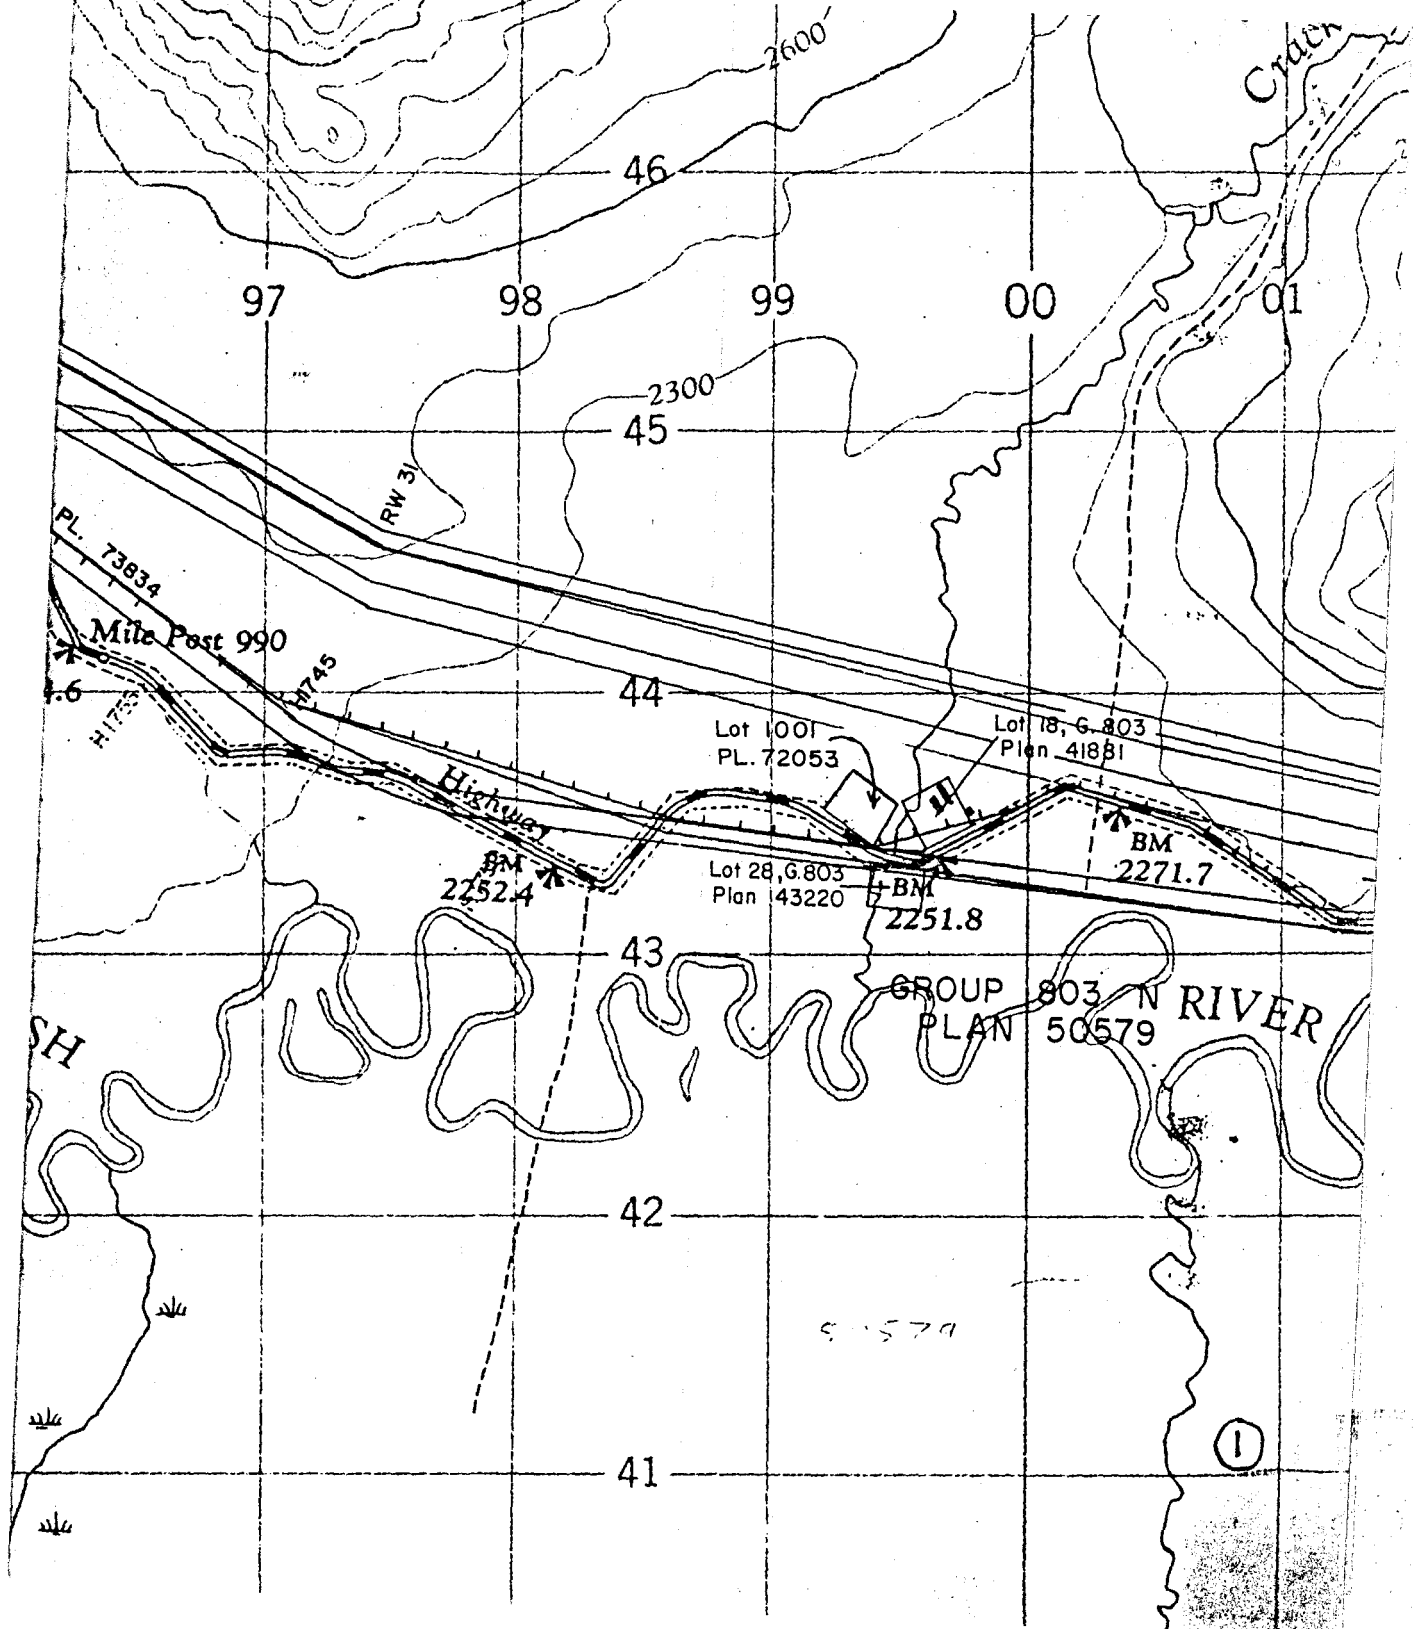 2600'
Crack
46
97
98
99
00
01
2300
45
RW 31
PL. 73834
Mile Post 990
H1745
44
4.6
Lot 1001
PL. 72053
Lot 18, G. 803
Plan 41881
Highway
BM
2252.4
Lot 28, G.803
Plan 43220
BM
2251.8
BM
2271.7
43
GROUP 803 N
PLAN 50579
RIVER
SH
42
41
1